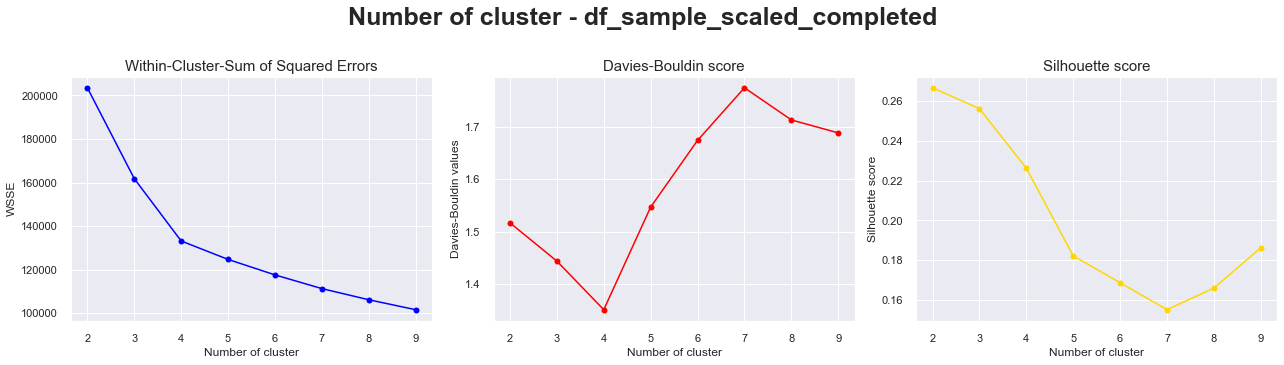 Number of cluster - df_sample_scaled_completed
Within-Cluster-Sum of Squared Errors
WSSE
200000
180000
160000
140000
120000
100000
2 3 4 5 6 7 8 9
Number of cluster
Davies-Bouldin score
Davies-Bouldin values
1.7
1.6
1.5
1.4
2 3 4 5 6 7 8 9
Number of cluster
Silhouette score
Silhouette score
0.26
0.24
0.22
0.20
0.18
0.16
2 3 4 5 6 7 8 9
Number of cluster